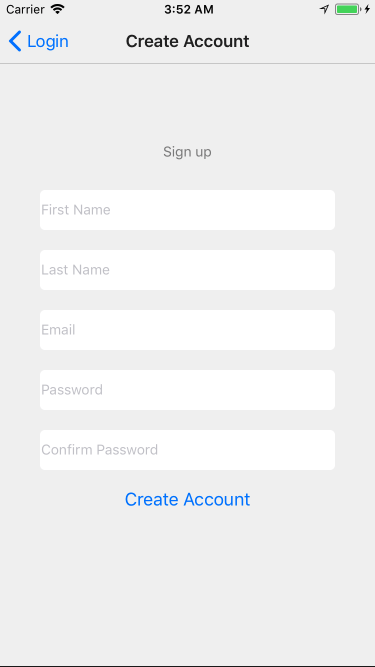 Carrier 3:52 AM
Login Create Account
Sign up
First Name
Last Name
Email
Password
Confirm Password
Create Account